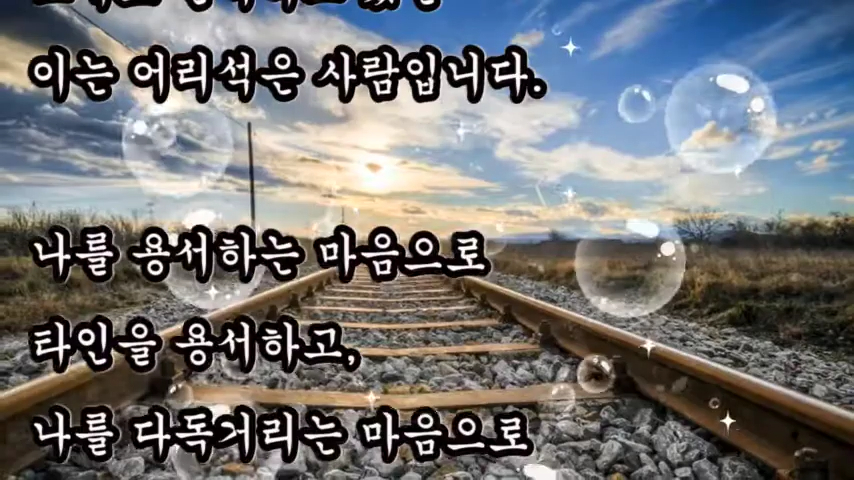 이는 어리석은 사람입니다.
나를 용서하는 마음으로
타인을 용서하고,
나를 다독거리는 마음으로